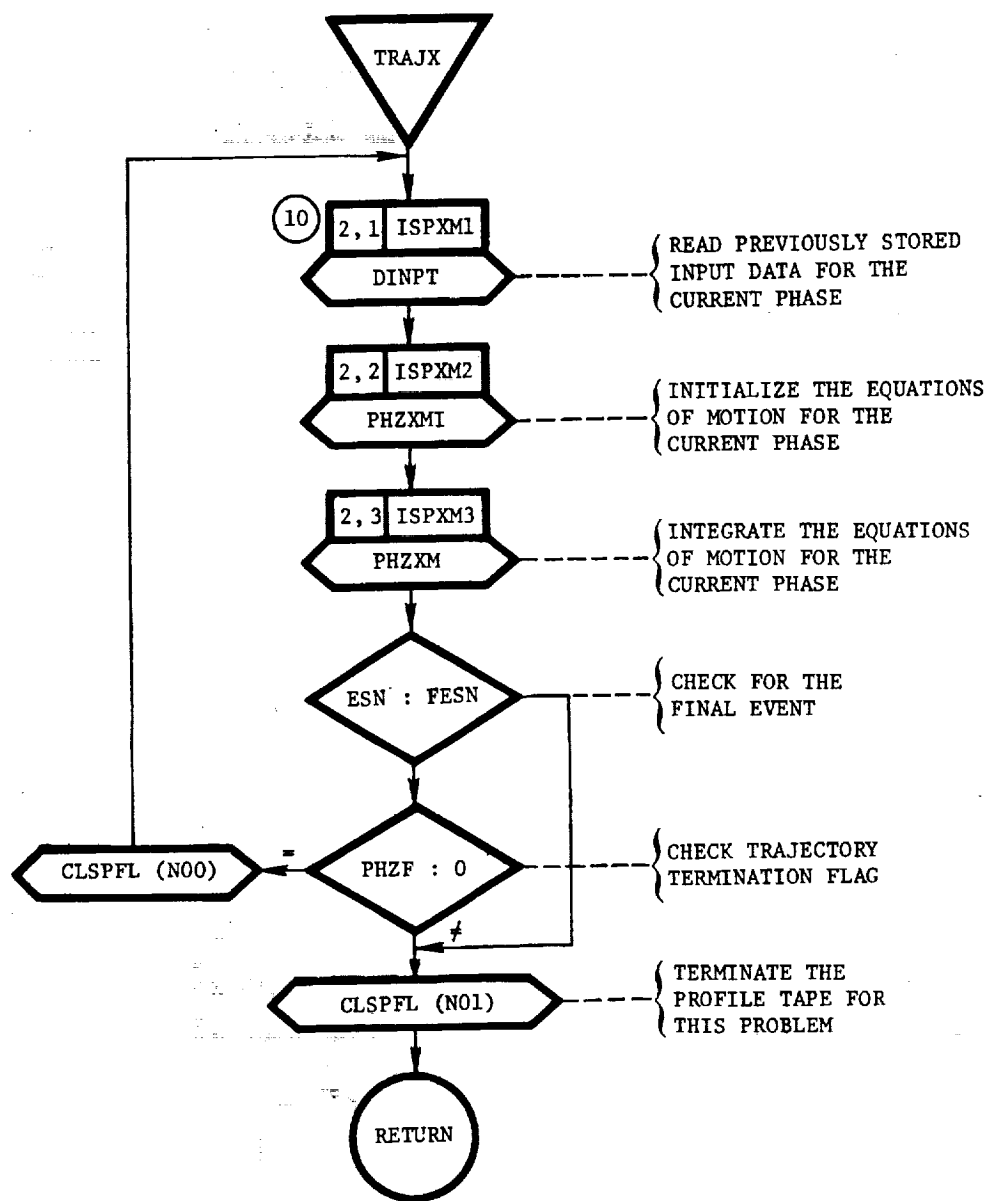 TRAJX
10
2,1 ISPXM1
DINPT
READ PREVIOUSLY STORED
INPUT DATA FOR THE
CURRENT PHASE
2,2 ISPXM2
PHZXMI
INITIALIZE THE EQUATIONS
OF MOTION FOR THE
CURRENT PHASE
2,3 ISPXM3
PHZXM
INTEGRATE THE EQUATIONS
OF MOTION FOR THE
CURRENT PHASE
ESN : FESN
CHECK FOR THE
FINAL EVENT
CLSPFL (N00)
=
PHZF : 0
CHECK TRAJECTORY
TERMINATION FLAG
≠
CLSPFL (N01)
TERMINATE THE
PROFILE TAPE FOR
THIS PROBLEM
RETURN